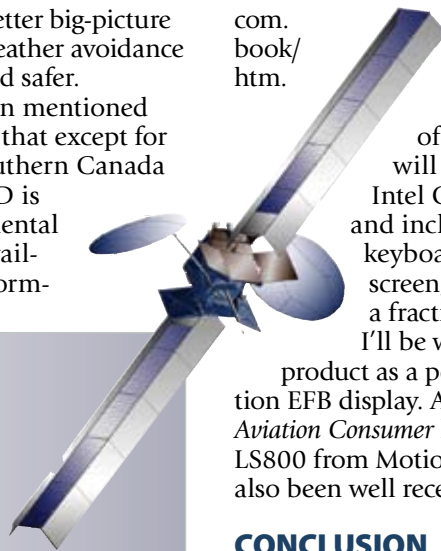 etter big-picture
eather avoidance
d safer.
n mentioned
that except for
uthern Canada
D is
ental
ail-
orm-
com.
book/
htm.
of
will
Intel C
and incl
keyboa
screen,
a fracti
I'll be w
product as a po
tion EFB display. A
Aviation Consumer
LS800 from Motio
also been well rece
CONCLUSION